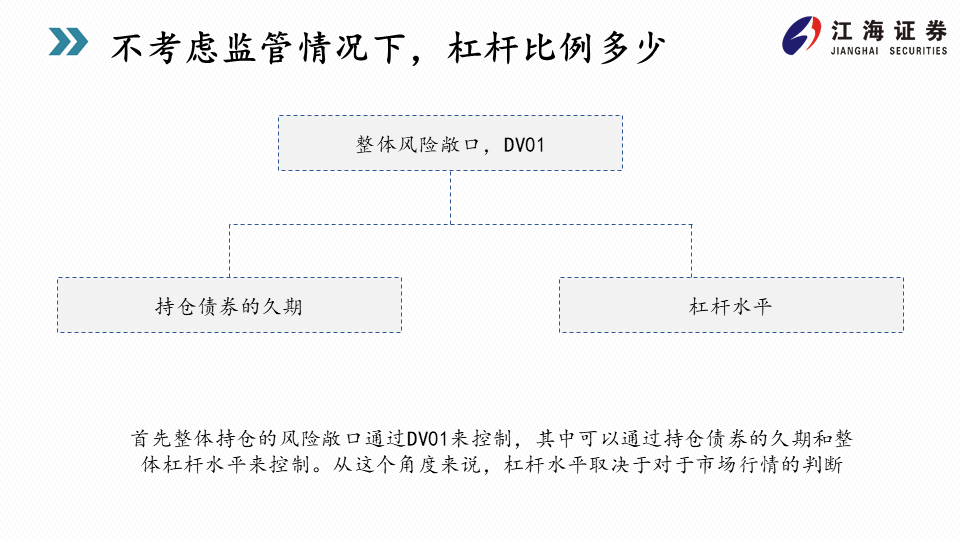 不考虑监管情况下，杠杆比例多少
江海证券
JIANGHAI SECURITIES
整体风险敞口，DV01
持仓债券的久期
杠杆水平
首先整体持仓的风险敞口通过DV01来控制，其中可以通过持仓债券的久期和整
体杠杆水平来控制。从这个角度来说，杠杆水平取决于对于市场行情的判断